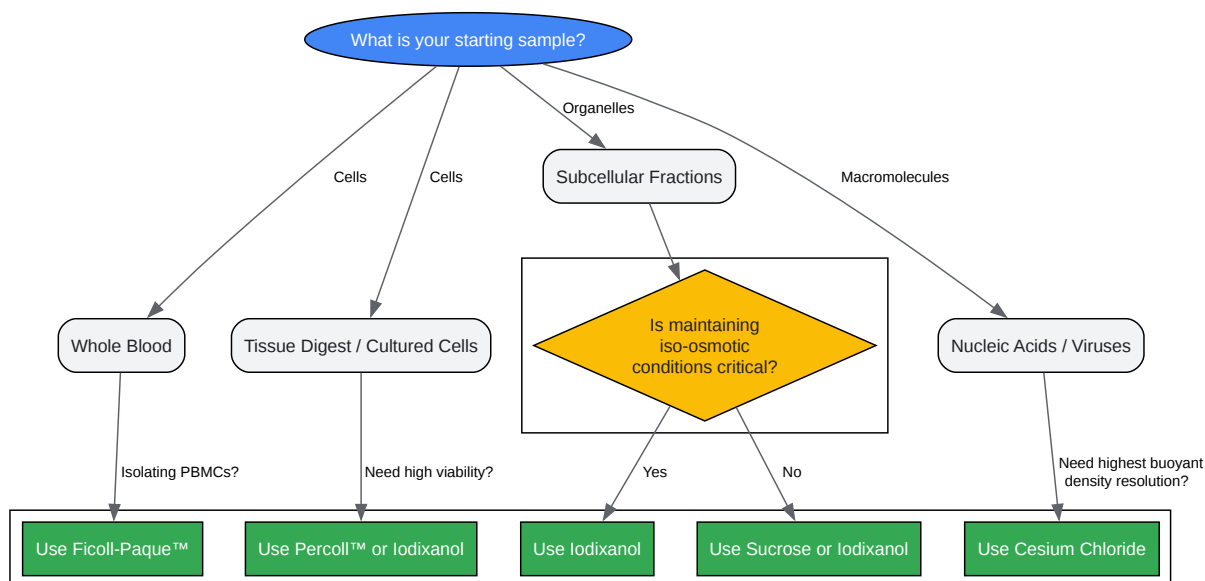 What is your starting sample?
Organelles
Cells
Cells
Subcellular Fractions
Macromolecules
Whole Blood
Tissue Digest / Cultured Cells
Is maintaining
iso-osmotic
conditions critical?
Nucleic Acids / Viruses
Isolating PBMCs?
Need high viability?
Yes
No
Need highest buoyant
density resolution?
Use Ficoll-Paque™
Use Percoll™ or Iodixanol
Use Iodixanol
Use Sucrose or Iodixanol
Use Cesium Chloride